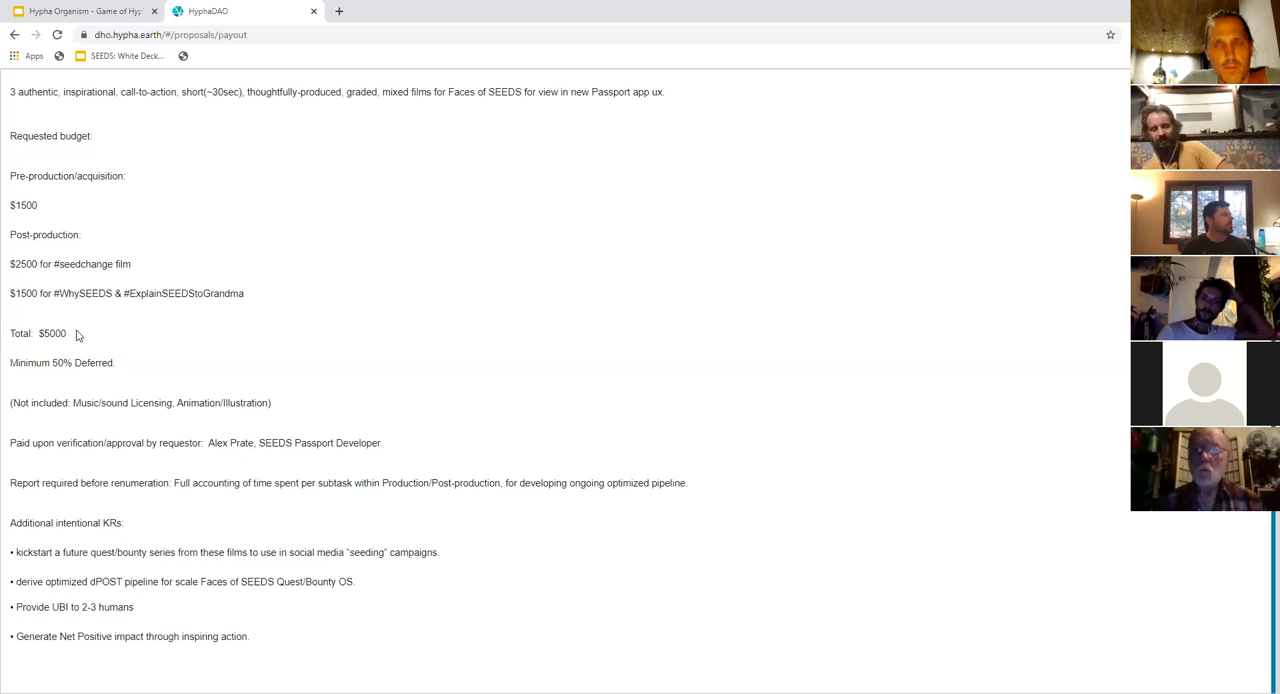 Hypha Organism - Game of Hyp
HyphaDAO
dho.hypha.earth/#/proposals/payout
Apps
SEEDS: White Deck...
3 authentic, inspirational, call-to-action, short(~30sec), thoughtfully-produced, graded, mixed films for Faces of SEEDS for view in new Passport app ux.
Requested budget:
Pre-production/acquisition:
$1500
Post-production:
$2500 for #seedchange film
$1500 for #WhySEEDS & #ExplainSEEDStoGrandma
Total:  $5000
Minimum 50% Deferred.
(Not included: Music/sound Licensing, Animation/Illustration)
Paid upon verification/approval by requestor:  Alex Prate, SEEDS Passport Developer.
Report required before renumeration: Full accounting of time spent per subtask within Production/Post-production, for developing ongoing optimized pipeline.
Additional intentional KRs:
• kickstart a future quest/bounty series from these films to use in social media "seeding" campaigns.
• derive optimized dPOST pipeline for scale Faces of SEEDS Quest/Bounty OS.
• Provide UBI to 2-3 humans
• Generate Net Positive impact through inspiring action.